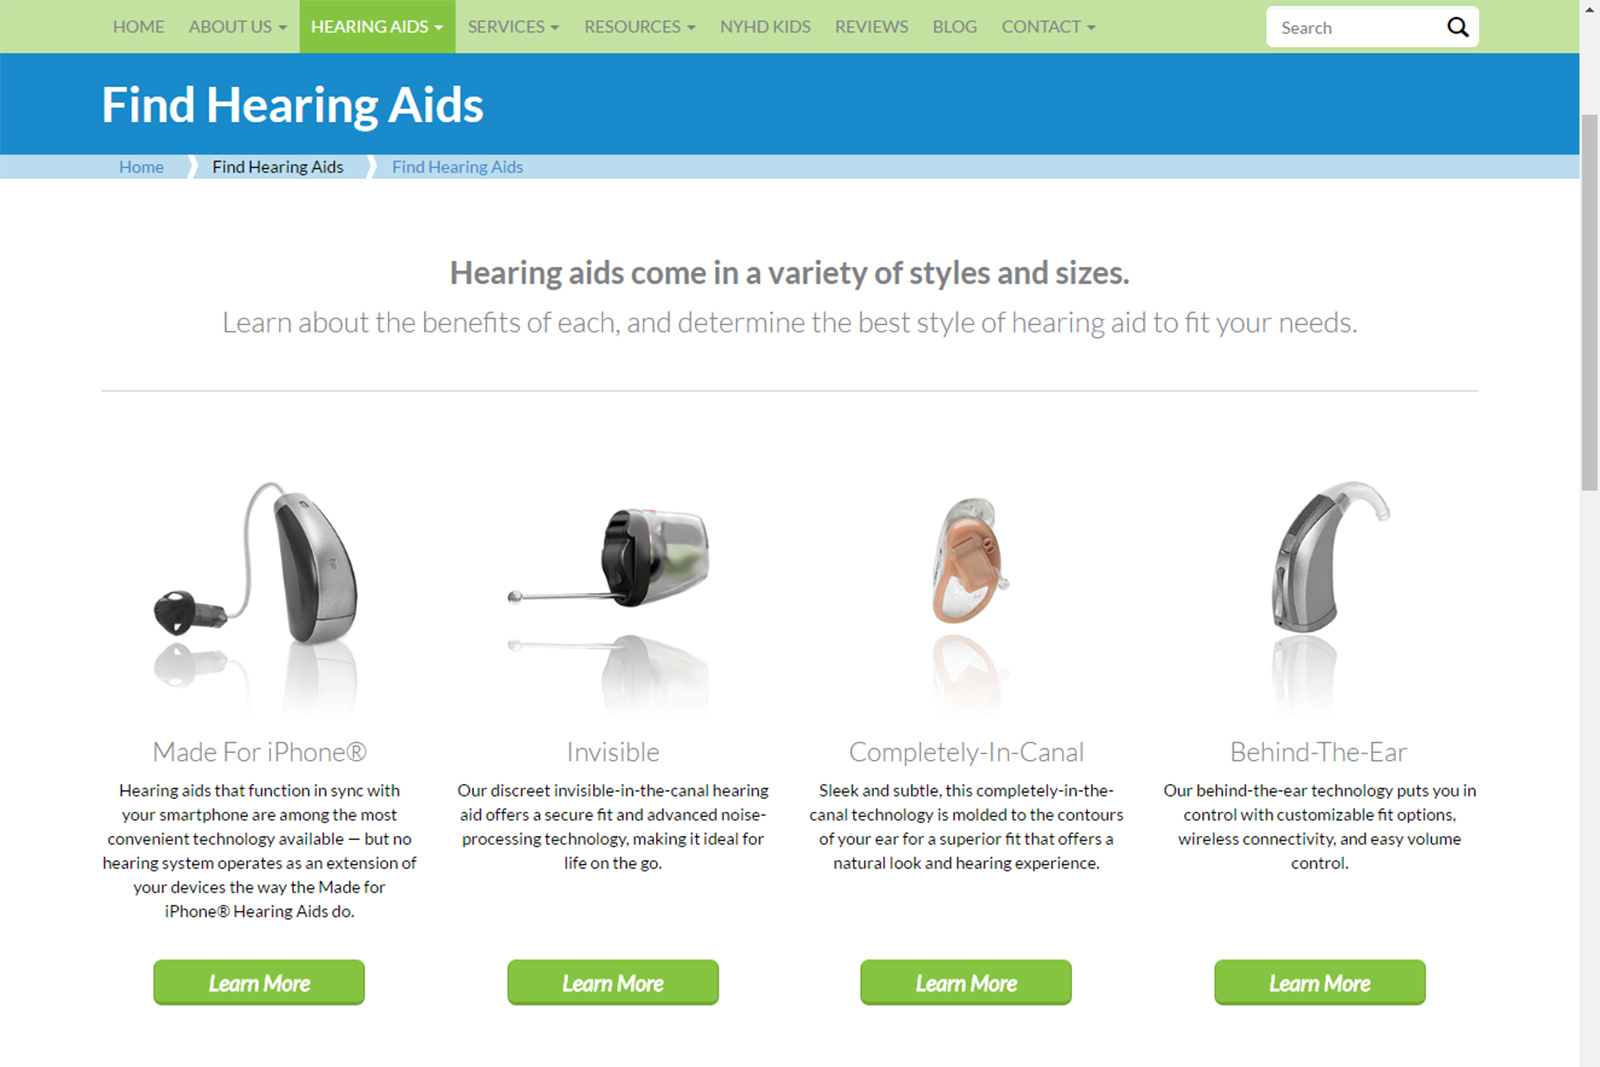 HOME ABOUT US HEARING AIDS SERVICES RESOURCES NYHD KIDS REVIEWS BLOG CONTACT Search
Find Hearing Aids
Home Find Hearing Aids Find Hearing Aids
Hearing aids come in a variety of styles and sizes.
Learn about the benefits of each, and determine the best style of hearing aid to fit your needs.
Made For iPhone®
Hearing aids that function in sync with
your smartphone are among the most
convenient technology available — but no
hearing system operates as an extension of
your devices the way the Made for
iPhone® Hearing Aids do.
Learn More
Invisible
Our discreet invisible-in-the-canal hearing
aid offers a secure fit and advanced noise-
processing technology, making it ideal for
life on the go.
Learn More
Completely-In-Canal
Sleek and subtle, this completely-in-the-
canal technology is molded to the contours
of your ear for a superior fit that offers a
natural look and hearing experience.
Learn More
Behind-The-Ear
Our behind-the-ear technology puts you in
control with customizable fit options,
wireless connectivity, and easy volume
control.
Learn More